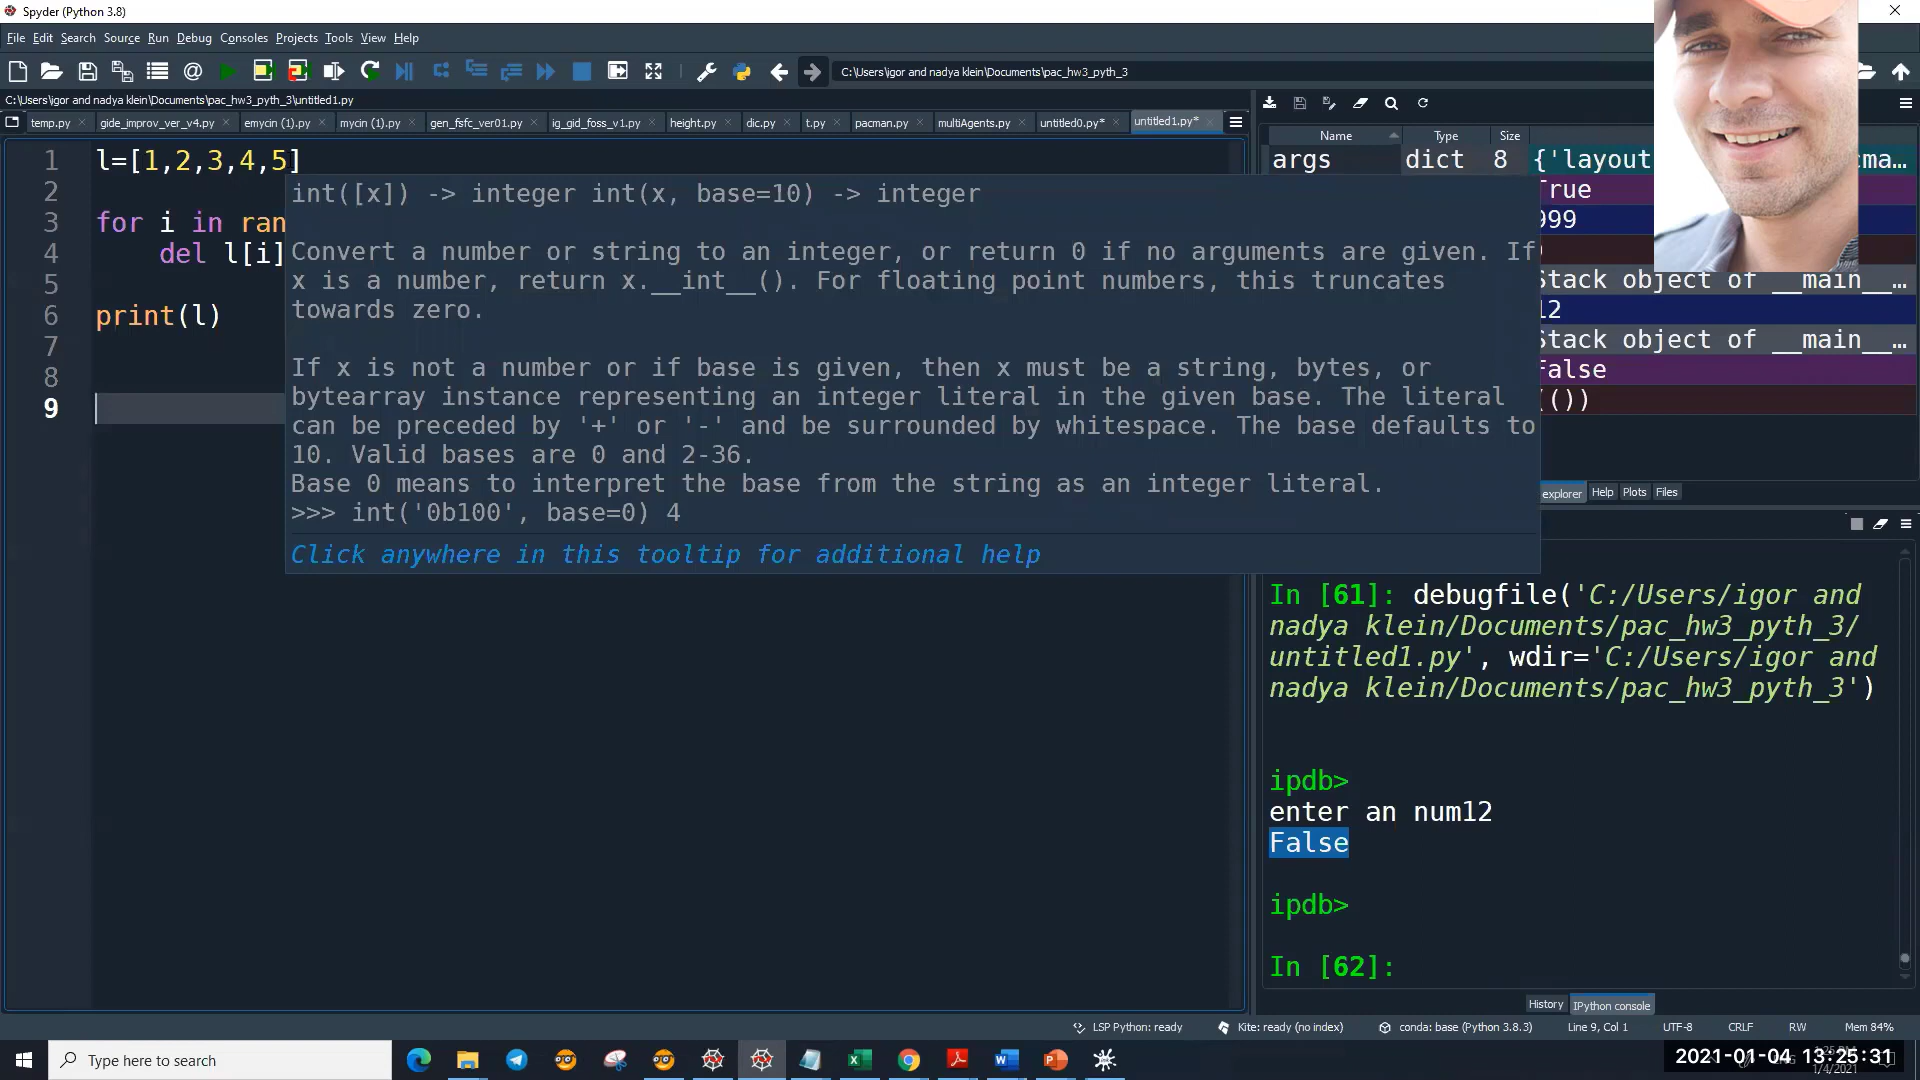 Spyder (Python 3.8)
File Edit Search Source Run Debug Consoles Projects Tools View Help
C:\Users\igor and nadya klein\Documents\pac_hw3_pyth_3
C:\Users\igor and nadya klein\Documents\pac_hw3_pyth_3\untitled1.py
temp.py gide_improv_ver_v4.py emycin (1).py mycin (1).py gen_fsfc_ver01.py ig_gid_foss_v1.py height.py dic.py t.py pacman.py multiAgents.py untitled0.py* untitled1.py*
1 l=[1,2,3,4,5]
2
3 for i in ran
4 del l[i]
5
6 print(l)
7
8
9
int([x]) -> integer int(x, base=10) -> integer
Convert a number or string to an integer, or return 0 if no arguments are given. If
x is a number, return x.__int__(). For floating point numbers, this truncates
towards zero.
If x is not a number or if base is given, then x must be a string, bytes, or
bytearray instance representing an integer literal in the given base. The literal
can be preceded by '+' or '-' and be surrounded by whitespace. The base defaults to
10. Valid bases are 0 and 2-36.
Base 0 means to interpret the base from the string as an integer literal.
>>> int('0b100', base=0) 4
Click anywhere in this tooltip for additional help
Name Type Size
args dict 8 {'layout cma…
True
999
Stack object of __main__…
12
Stack object of __main__…
False
(())
explorer Help Plots Files
In [61]: debugfile('C:/Users/igor and
nadya klein/Documents/pac_hw3_pyth_3/
untitled1.py', wdir='C:/Users/igor and
nadya klein/Documents/pac_hw3_pyth_3')
ipdb>
enter an num12
False
ipdb>
In [62]:
History IPython console
LSP Python: ready Kite: ready (no index) conda: base (Python 3.8.3) Line 9, Col 1 UTF-8 CRLF RW Mem 84%
Type here to search
2021-01-04 13:25:31
1/4/2021